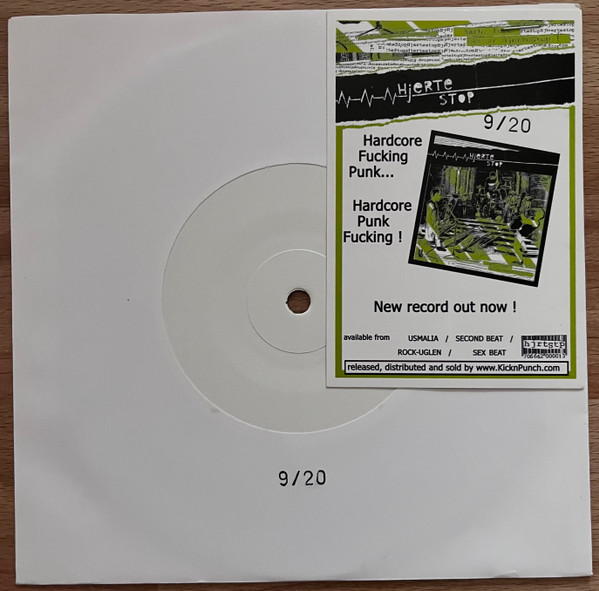 HJERTE
STOP
9/20
Hardcore
Fucking
Punk...
HJERTE
STOP
Hardcore
Punk
Fucking !
New record out now !
available from USMALIA / SECOND BEAT /
ROCK-UGLEN / SEX BEAT
hjrtstp
released, distributed and sold by www.KicknPunch.com
9/20